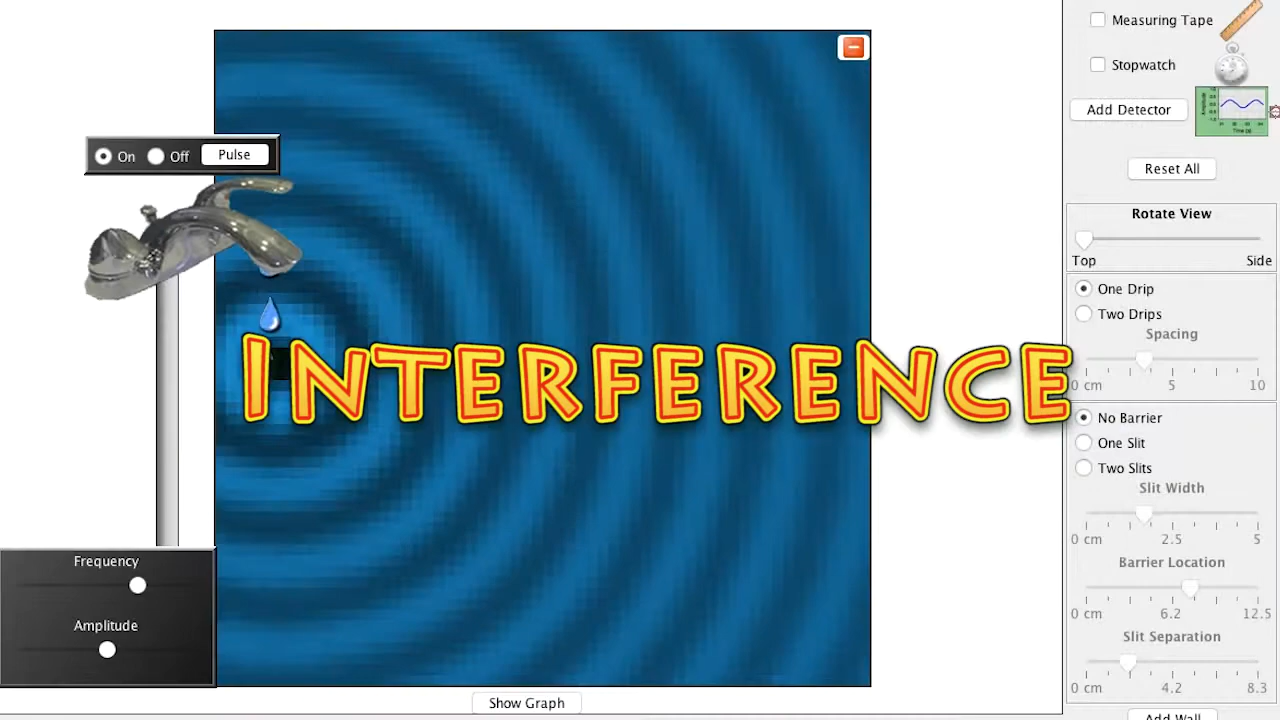 Measuring Tape
Stopwatch
Add Detector
Reset All
On Off Pulse
Rotate View
Top Side
One Drip
Two Drips
Spacing
0 cm 5 10
INTERFERENCE
No Barrier
One Slit
Two Slits
Slit Width
0 cm 2.5 5
Frequency
Barrier Location
0 cm 6.2 12.5
Amplitude
Slit Separation
0 cm 4.2 8.3
Show Graph
Add Wall